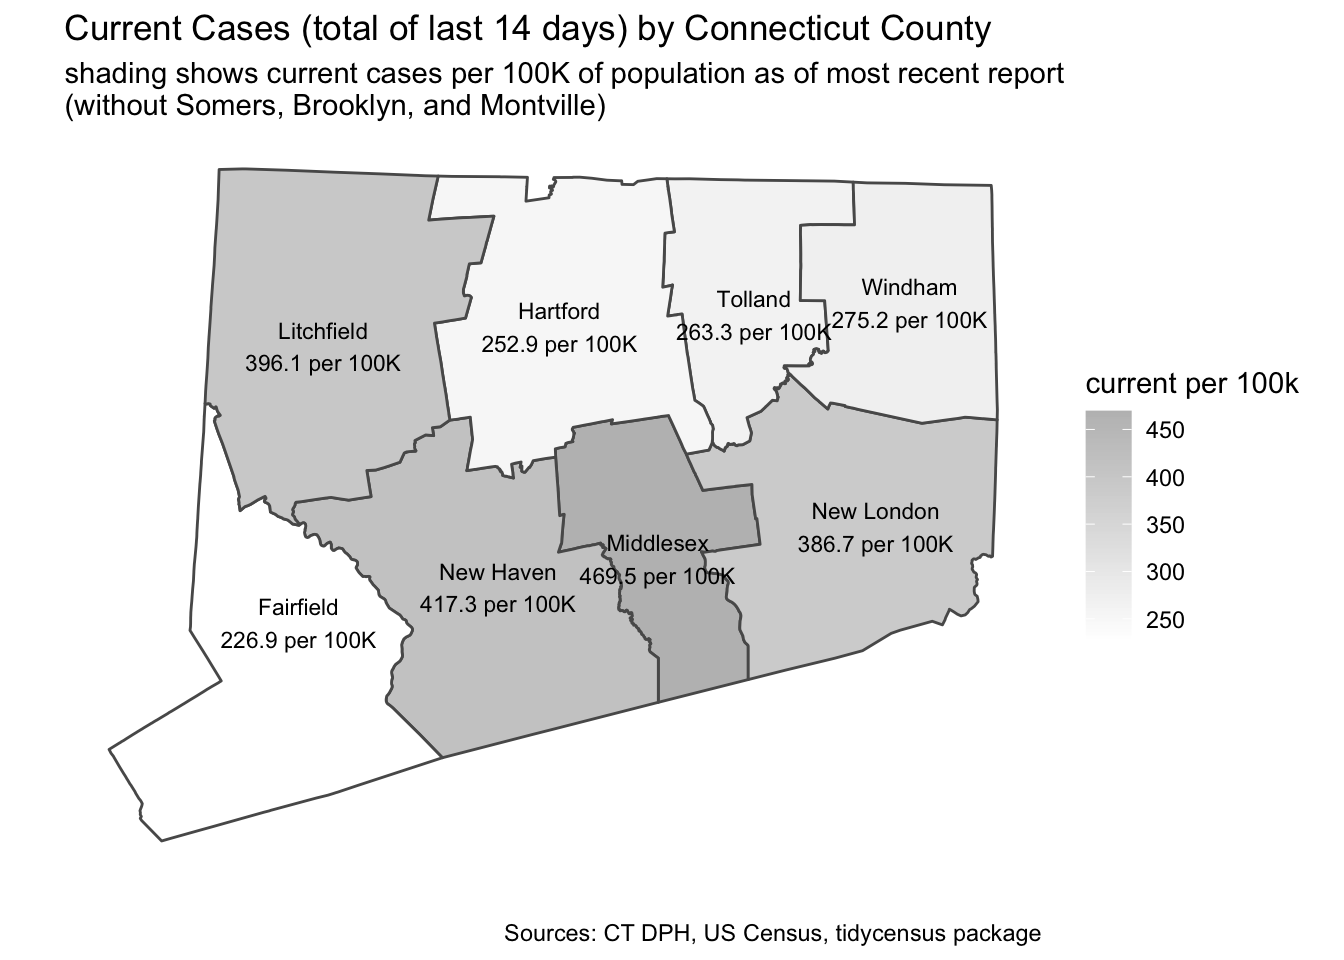 Current Cases (total of last 14 days) by Connecticut County
shading shows current cases per 100K of population as of most recent report
(without Somers, Brooklyn, and Montville)
Litchfield
396.1 per 100K
Hartford
252.9 per 100K
Tolland
263.3 per 100K
Windham
275.2 per 100K
New London
386.7 per 100K
Middlesex
469.5 per 100K
New Haven
417.3 per 100K
Fairfield
226.9 per 100K
current per 100k
450
400
350
300
250
Sources: CT DPH, US Census, tidycensus package